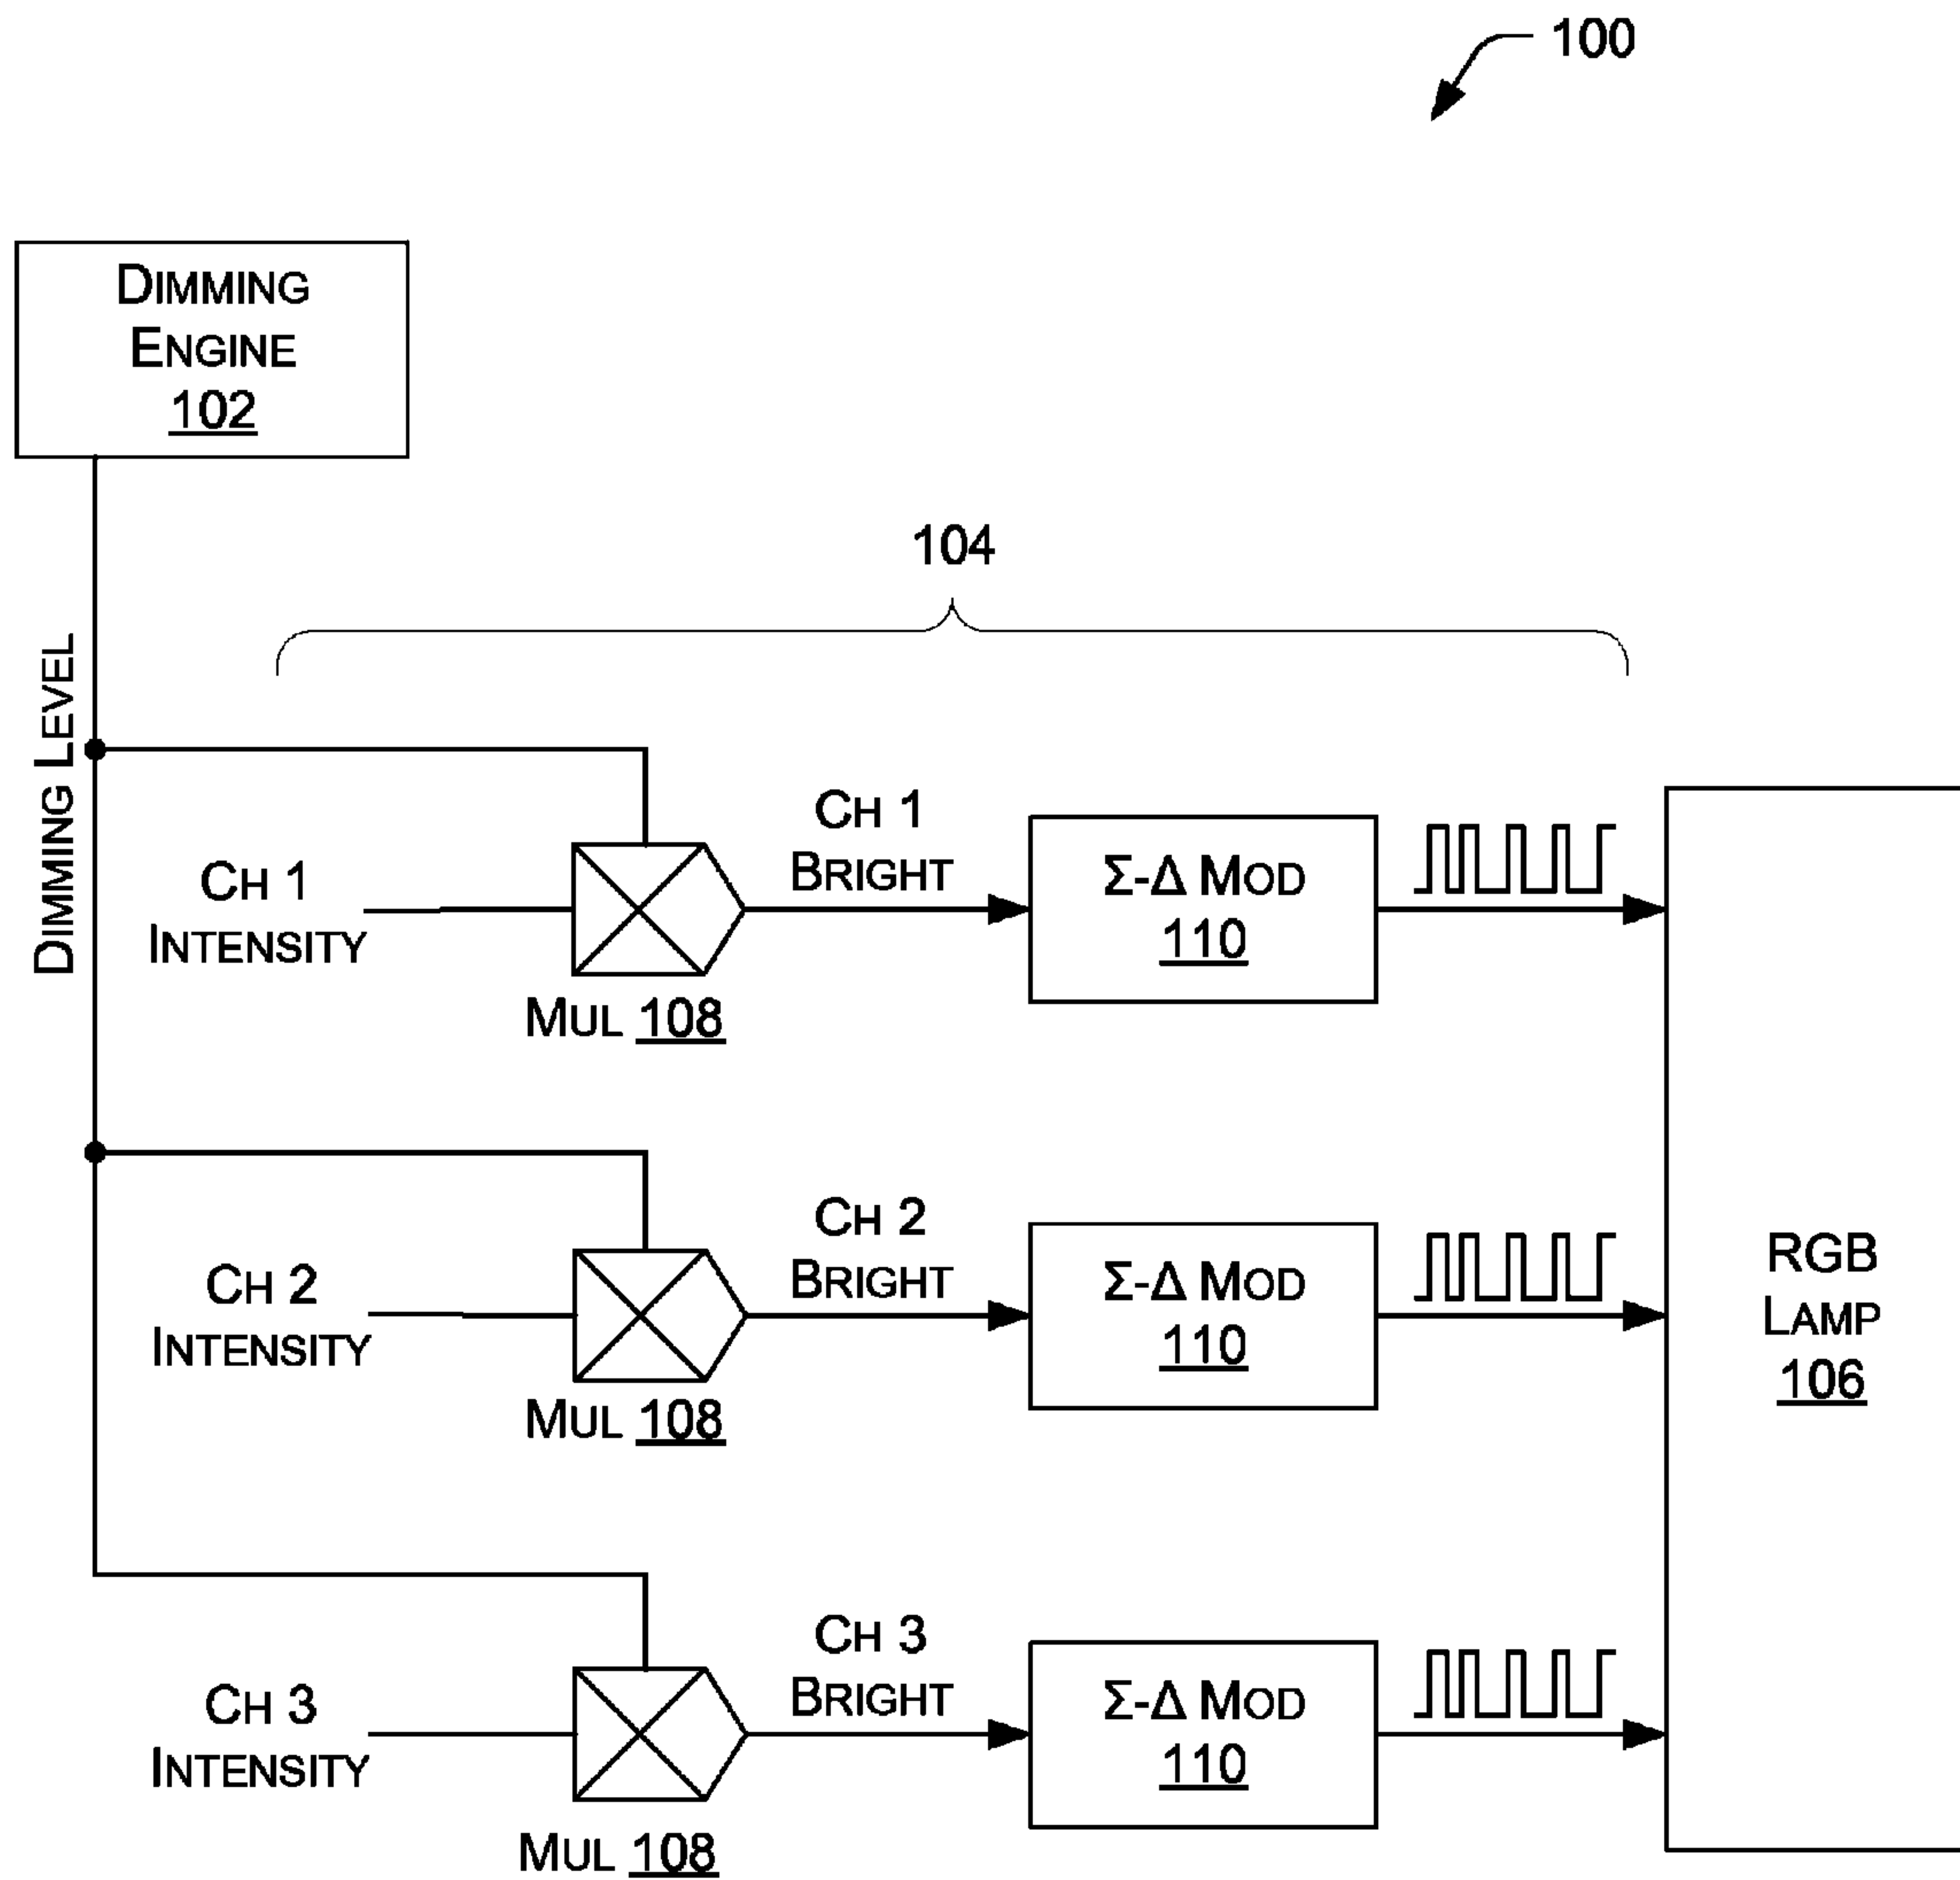 100
DIMMING
ENGINE
102
104
DIMMING LEVEL
CH 1
INTENSITY
MUL 108
CH 1
BRIGHT
Σ-Δ MOD
110
CH 2
INTENSITY
MUL 108
CH 2
BRIGHT
Σ-Δ MOD
110
CH 3
INTENSITY
MUL 108
CH 3
BRIGHT
Σ-Δ MOD
110
RGB
LAMP
106